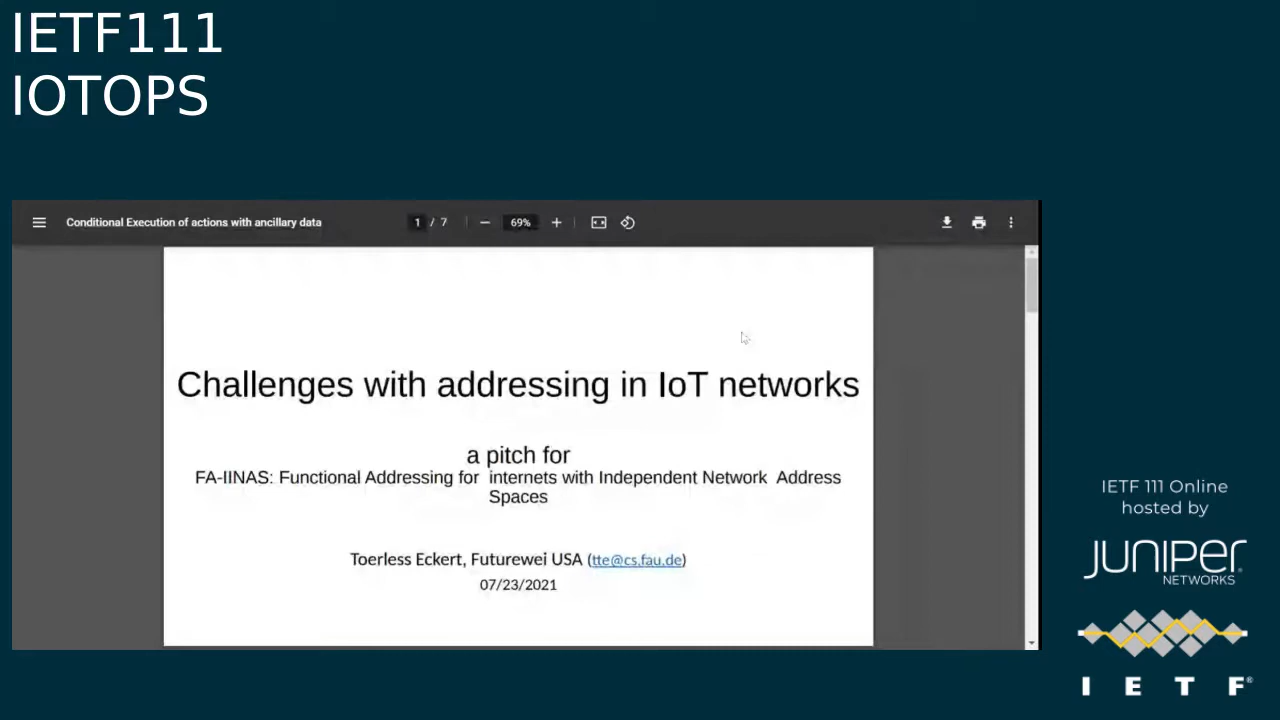 IETF111
IOTOPS
Conditional Execution of actions with ancillary data
1 / 7
69%
Challenges with addressing in IoT networks
a pitch for
FA-IINAS: Functional Addressing for internets with Independent Network Address
Spaces
Toerless Eckert, Futurewei USA (tte@cs.fau.de)
07/23/2021
IETF 111 Online
hosted by
JUNIPER
NETWORKS
I E T F®